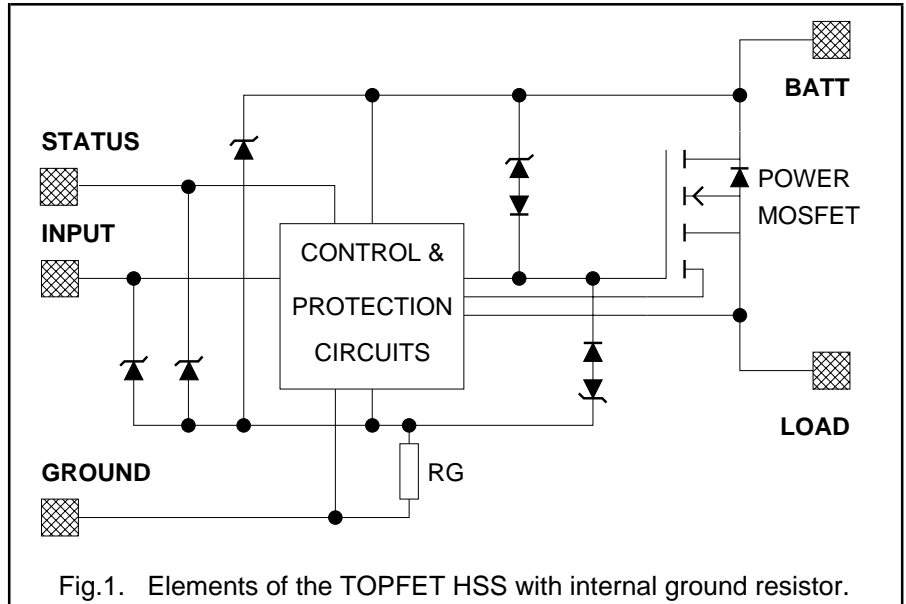 BATT
STATUS
POWER
MOSFET
INPUT
CONTROL &
PROTECTION
CIRCUITS
LOAD
GROUND
RG
Fig.1. Elements of the TOPFET HSS with internal ground resistor.